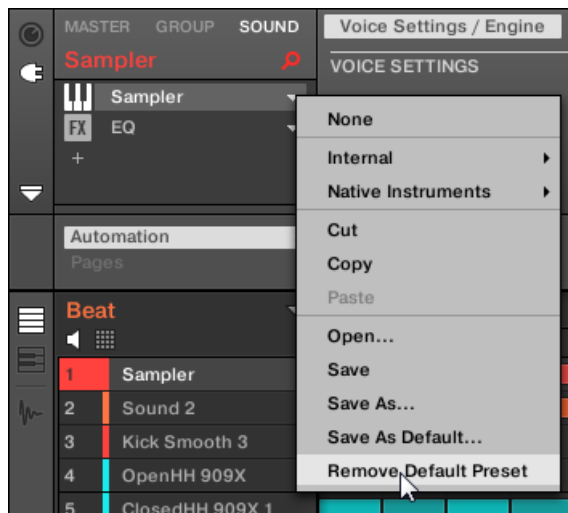 MASTER GROUP SOUND
Voice Settings / Engine
Sampler
VOICE SETTINGS
Sampler
FX EQ
+
None
Internal
Native Instruments
Cut
Copy
Paste
Open...
Save
Save As...
Save As Default...
Remove Default Preset
Automation
Pages
Beat
1 Sampler
2 Sound 2
3 Kick Smooth 3
4 OpenHH 909X
5 ClosedHH 909X 1